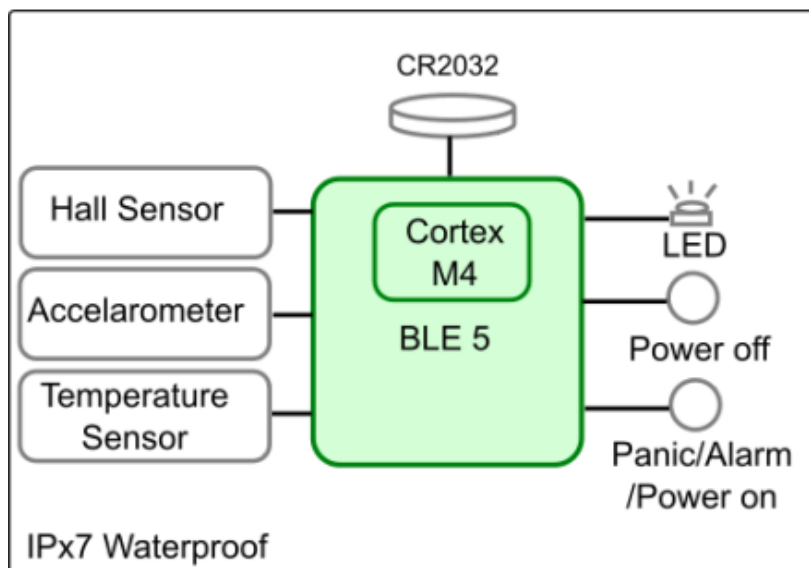 CR2032
Hall Sensor
Accelarometer
Temperature
Sensor
Cortex
M4
BLE 5
LED
Power off
Panic/Alarm
/Power on
IPx7 Waterproof